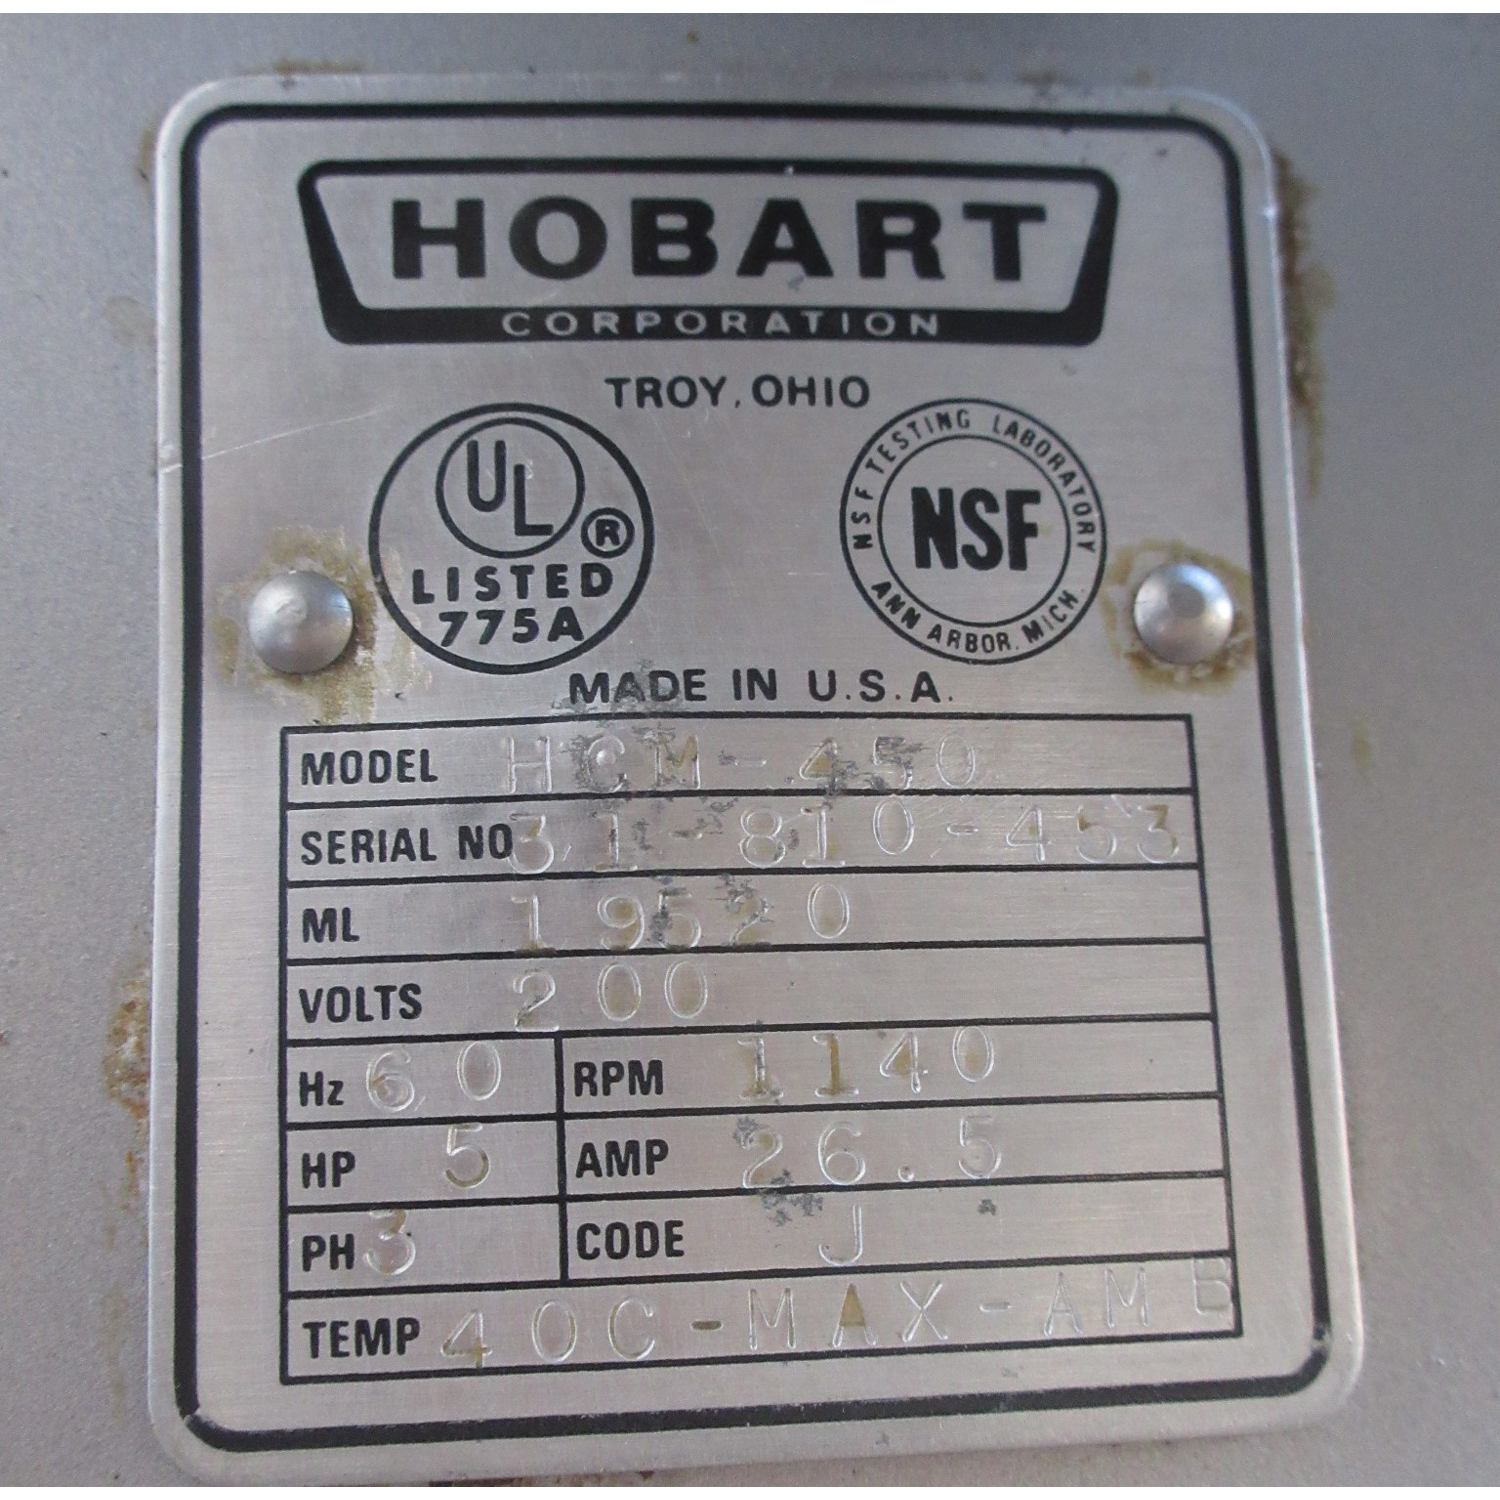 HOBART
CORPORATION
TROY, OHIO
UL ®
LISTED
775A
NSF TESTING LABORATORY
NSF
ANN ARBOR, MICH.
MADE IN U.S.A.
MODEL HCM-450
SERIAL NO 31-810-453
ML 19520
VOLTS 200
Hz 60 RPM 1140
HP 5 AMP 26.5
PH 3 CODE J
TEMP 40C-MAX-AMB